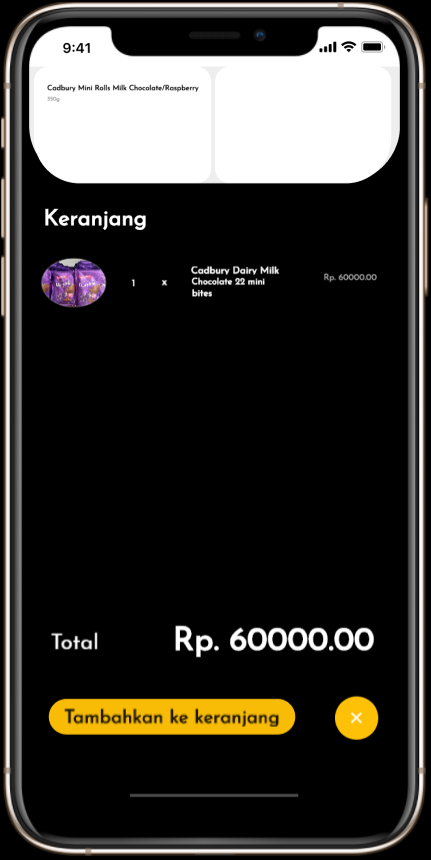 9:41
Cadbury Mini Rolls Milk Chocolate/Raspberry
Keranjang
1 x Cadbury Dairy Milk Rp. 60000.00
Chocolate 22 mini
bites
Total Rp. 60000.00
Tambahkan ke keranjang